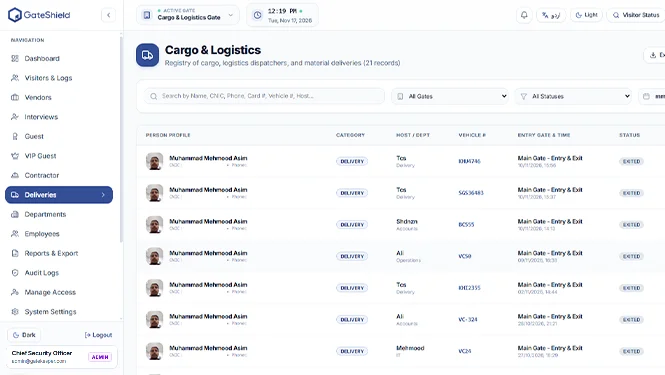 GateShield
ACTIVE GATE
Cargo & Logistics Gate
12:19 PM
Tue, Nov 17, 2026
اردو
Light
Visitor Status
NAVIGATION
Dashboard
Visitors & Logs
Vendors
Interviews
Guest
VIP Guest
Contractor
Deliveries
Departments
Employees
Reports & Export
Audit Logs
Manage Access
System Settings
Dark
Logout
Chief Security Officer
ADMIN
Cargo & Logistics
Registry of cargo, logistics dispatchers, and material deliveries (21 records)
Search by Name, CNIC, Phone, Card #, Vehicle #, Host...
All Gates
All Statuses
PERSON PROFILE CATEGORY HOST / DEPT VEHICLE # ENTRY GATE & TIME STATUS
Muhammad Mehmood Asim DELIVERY Tcs KHU4746 Main Gate - Entry & Exit EXITED
Delivery
Muhammad Mehmood Asim DELIVERY Tcs SGS36483 Main Gate - Entry & Exit EXITED
Delivery
Muhammad Mehmood Asim DELIVERY Shdnzn BC555 Main Gate - Entry & Exit EXITED
Accounts
Muhammad Mehmood Asim DELIVERY Ali VC50 Main Gate - Entry & Exit EXITED
Operations
Muhammad Mehmood Asim DELIVERY Tcs KHI2355 Main Gate - Entry & Exit EXITED
Delivery
Muhammad Mehmood Asim DELIVERY Ali VC-324 Main Gate - Entry & Exit EXITED
Accounts
Muhammad Mehmood Asim DELIVERY Mehmood VC24 Main Gate - Entry & Exit EXITED
IT